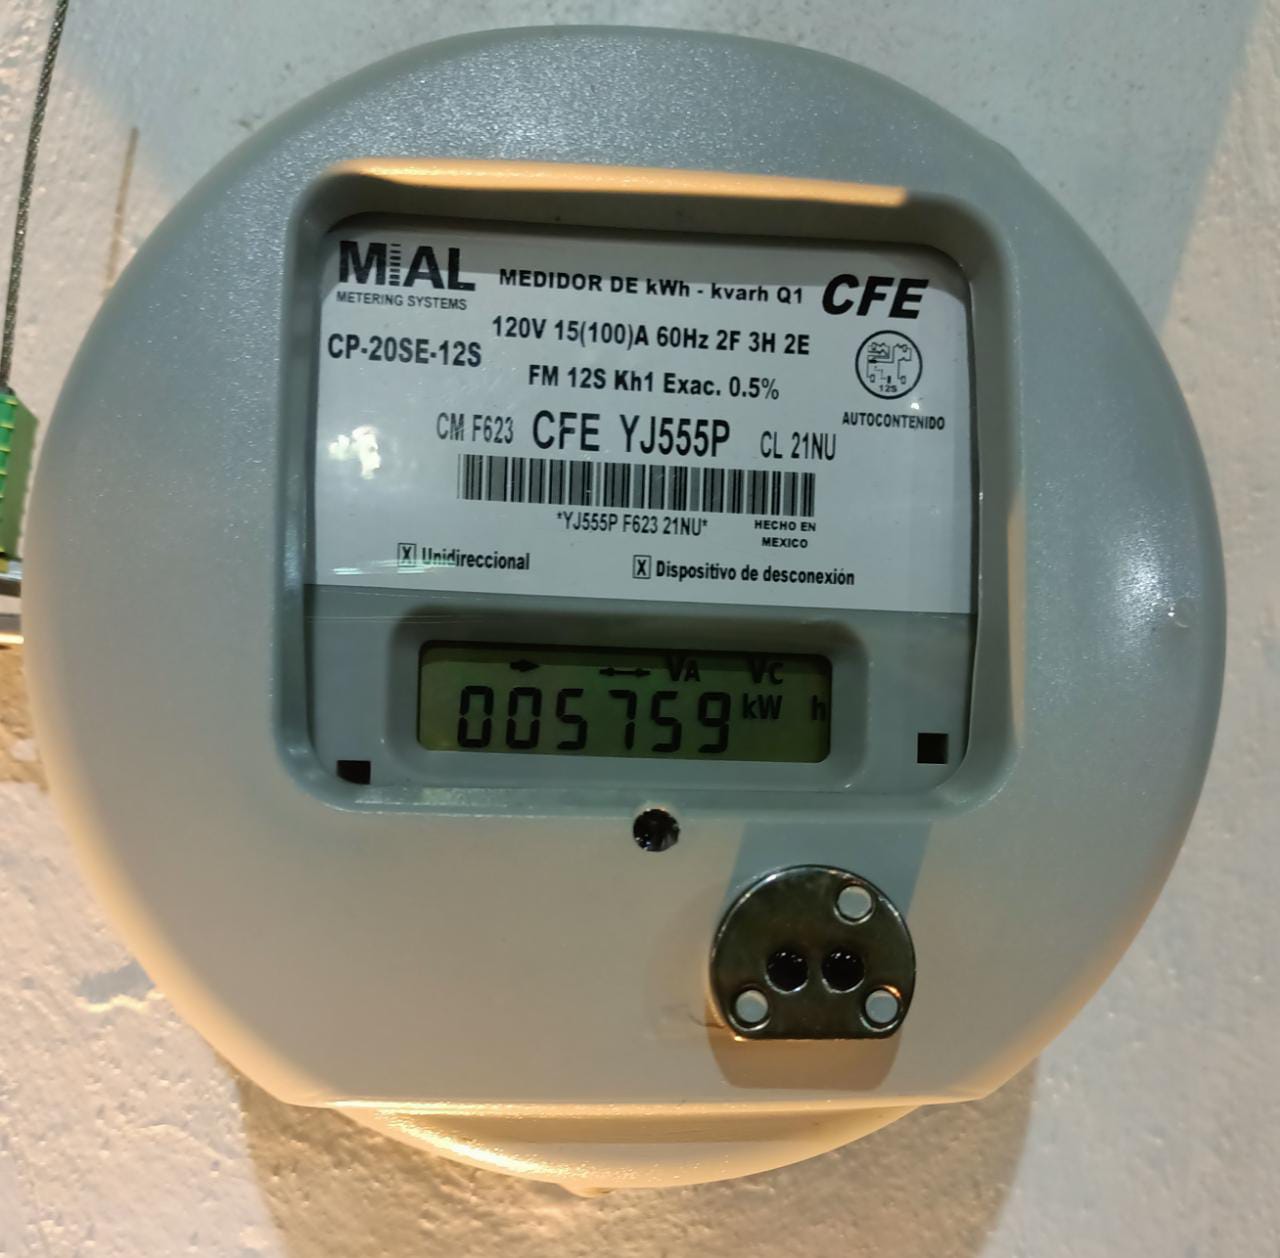 MIAL
METERING SYSTEMS
MEDIDOR DE kWh - kvarh Q1
CFE
CP-20SE-12S
120V 15(100)A 60Hz 2F 3H 2E
FM 12S Kh1 Exac. 0.5%
12S
AUTOCONTENIDO
CM F623 CFE YJ555P CL 21NU
*YJ555P F623 21NU*
HECHO EN
MEXICO
X Unidireccional
X Dispositivo de desconexión
VA VC
005759 kW h